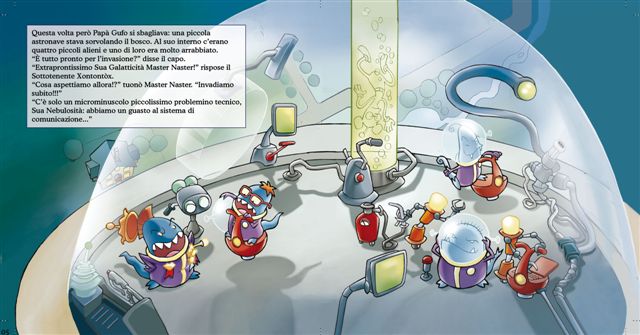 Questa volta però Papà Gufo si sbagliava: una piccola
astronave stava sorvolando il bosco. Al suo interno c'erano
quattro piccoli alieni e uno di loro era molto arrabbiato.
"È tutto pronto per l'invasione?" disse il capo.
"Extraprontissimo Sua Galatticità Master Naster!" rispose il
Sottotenente Xontontòx.
"Cosa aspettiamo allora!?" tuonò Master Naster. "Invadiamo
subito!!!"
"C'è solo un microminuscolo piccolissimo problemino tecnico,
Sua Nebulosità: abbiamo un guasto al sistema di
comunicazione..."